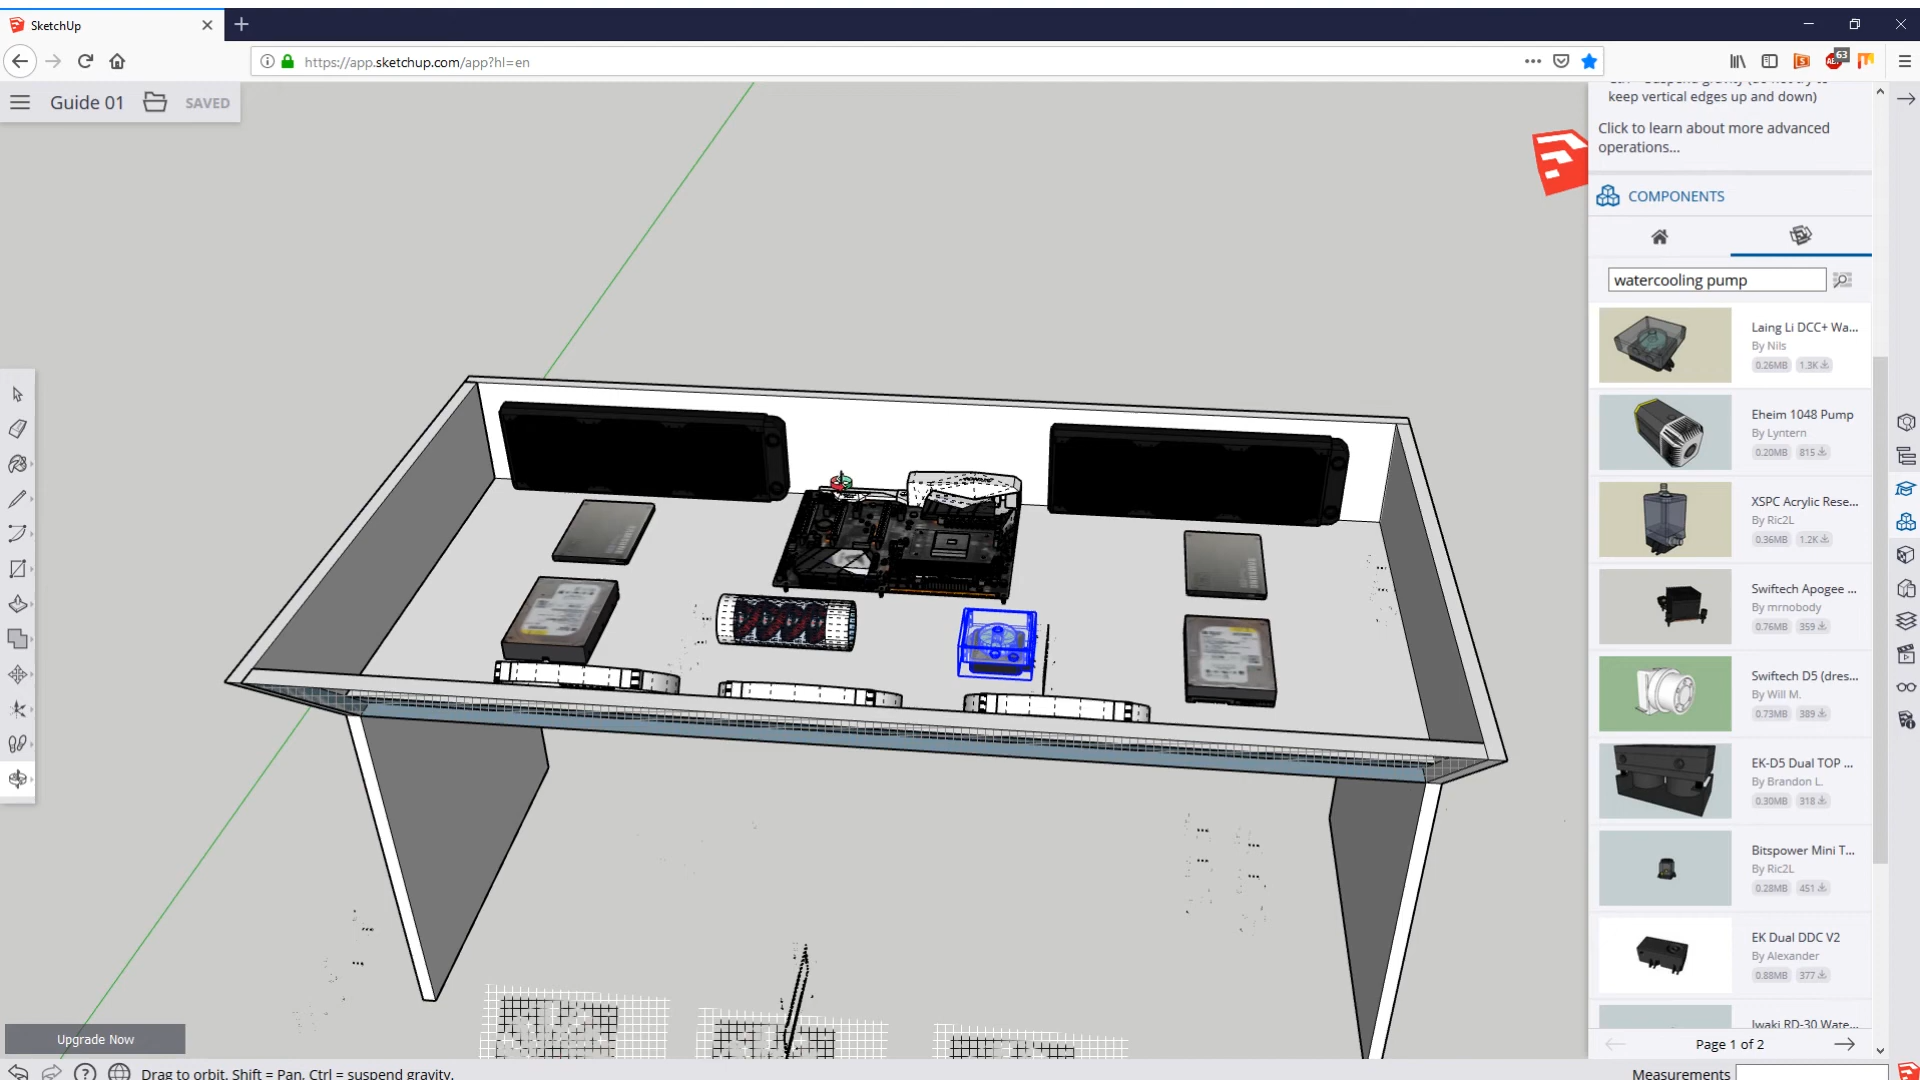 SketchUp
https://app.sketchup.com/app?hl=en
63
Guide 01
SAVED
keep vertical edges up and down)
Click to learn about more advanced
operations...
COMPONENTS
watercooling pump
Laing Li DCC+ Wa...
By Nils
0.26MB 1.3K
Eheim 1048 Pump
By Lyntern
0.20MB 815
XSPC Acrylic Rese...
By Ric2L
0.36MB 1.2K
Swiftech Apogee ...
By mrnobody
0.76MB 359
Swiftech D5 (dres...
By Will M.
0.73MB 389
EK-D5 Dual TOP ...
By Brandon L.
0.30MB 318
Bitspower Mini T...
By Ric2L
0.28MB 451
EK Dual DDC V2
By Alexander
0.88MB 377
Iwaki RD-30 Wate...
Page 1 of 2
Upgrade Now
Drag to orbit. Shift = Pan, Ctrl = suspend gravity.
Measurements